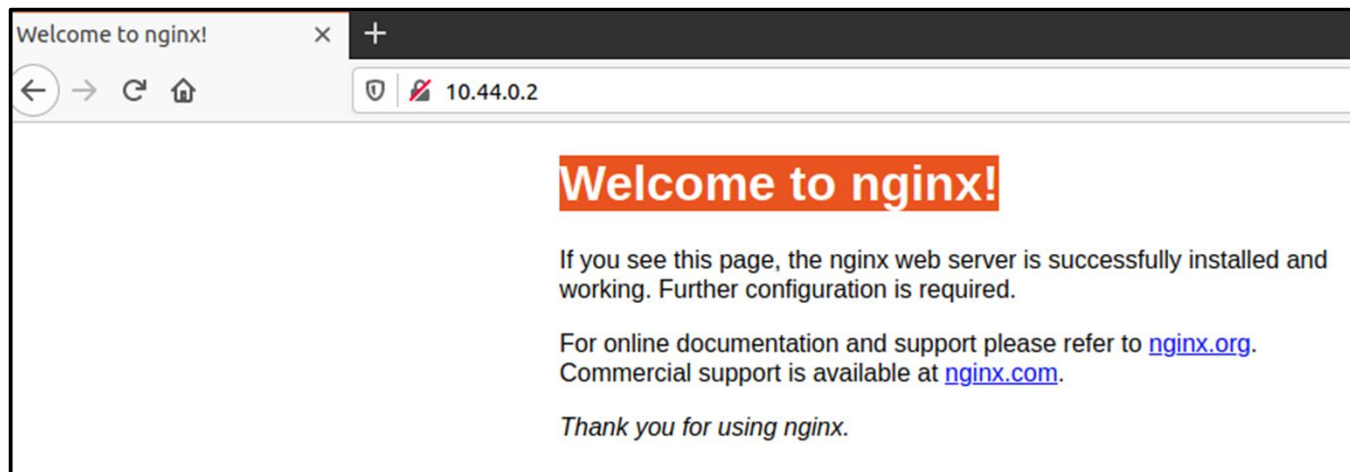 Welcome to nginx!
10.44.0.2
Welcome to nginx!
If you see this page, the nginx web server is successfully installed and
working. Further configuration is required.
For online documentation and support please refer to nginx.org.
Commercial support is available at nginx.com.
Thank you for using nginx.